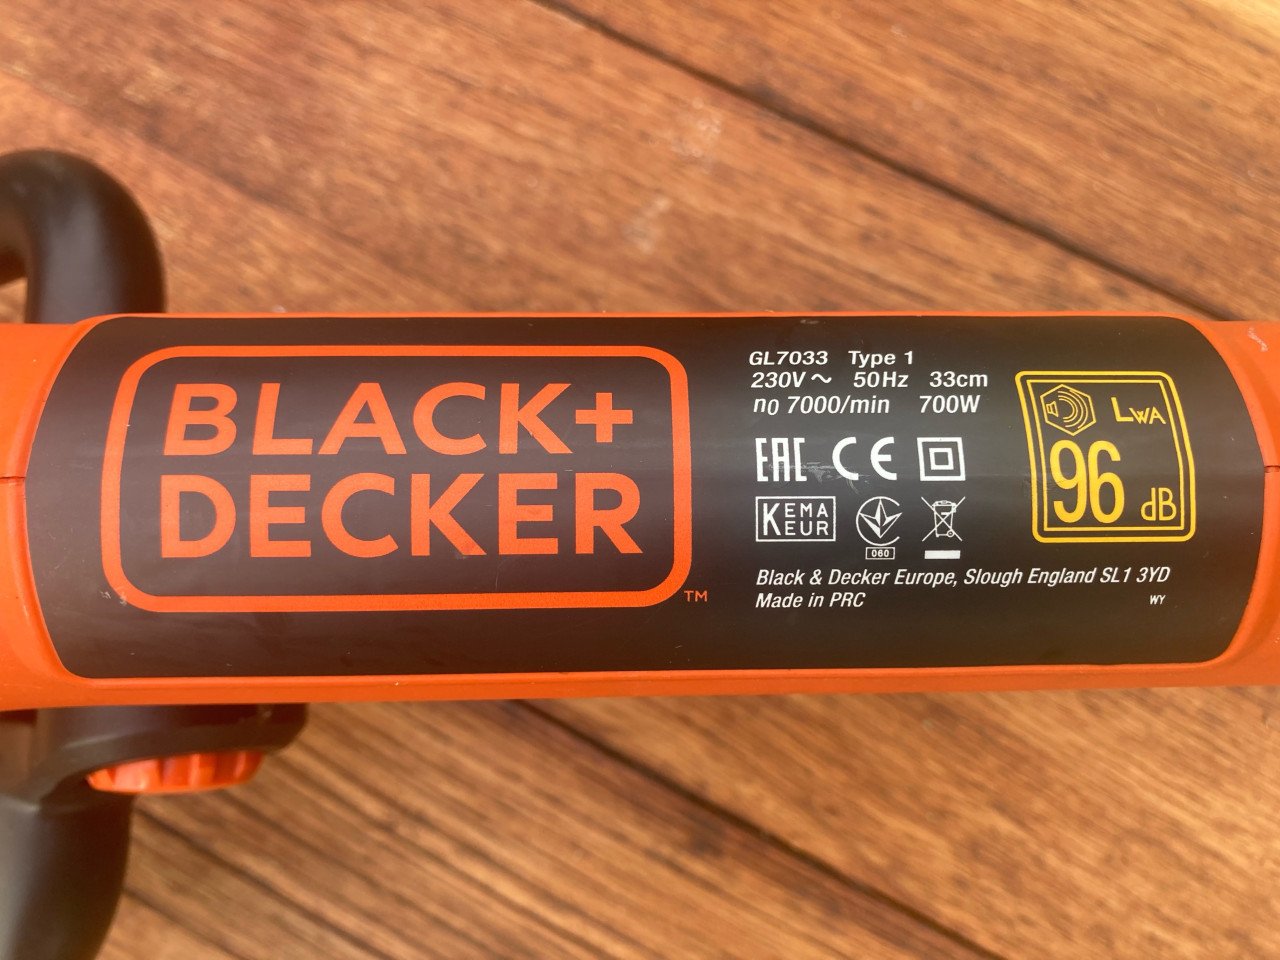 BLACK+
DECKER
TM
GL7033 Type 1
230V ~ 50Hz 33cm
n0 7000/min 700W
EAC CE
KEMA
EUR
060
LWA
96 dB
Black & Decker Europe, Slough England SL1 3YD
Made in PRC
WY